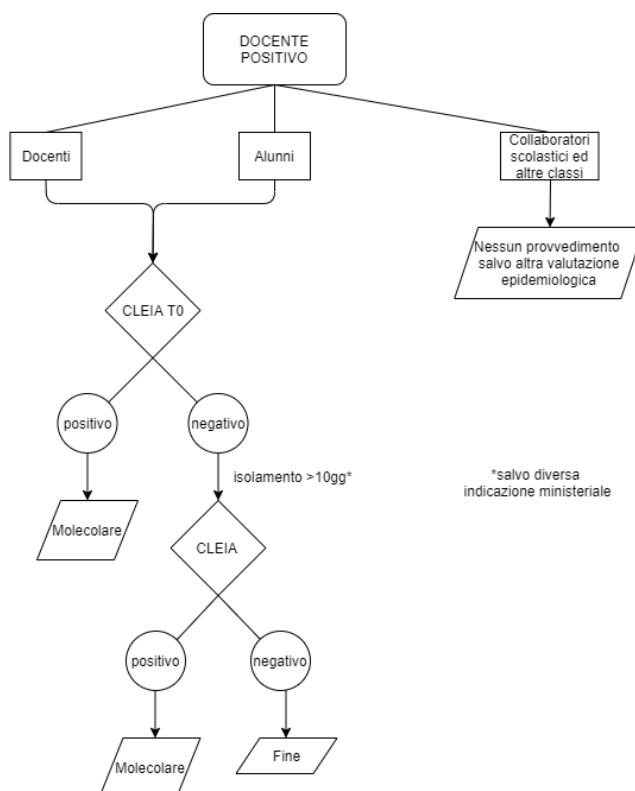 DOCENTE
POSITIVO
Docenti
Alunni
Collaboratori
scolastici ed
altre classi
Nessun provvedimento
salvo altra valutazione
epidemiologica
CLEIA T0
positivo
negativo
isolamento >10gg*
*salvo diversa
indicazione ministeriale
Molecolare
CLEIA
positivo
negativo
Molecolare
Fine